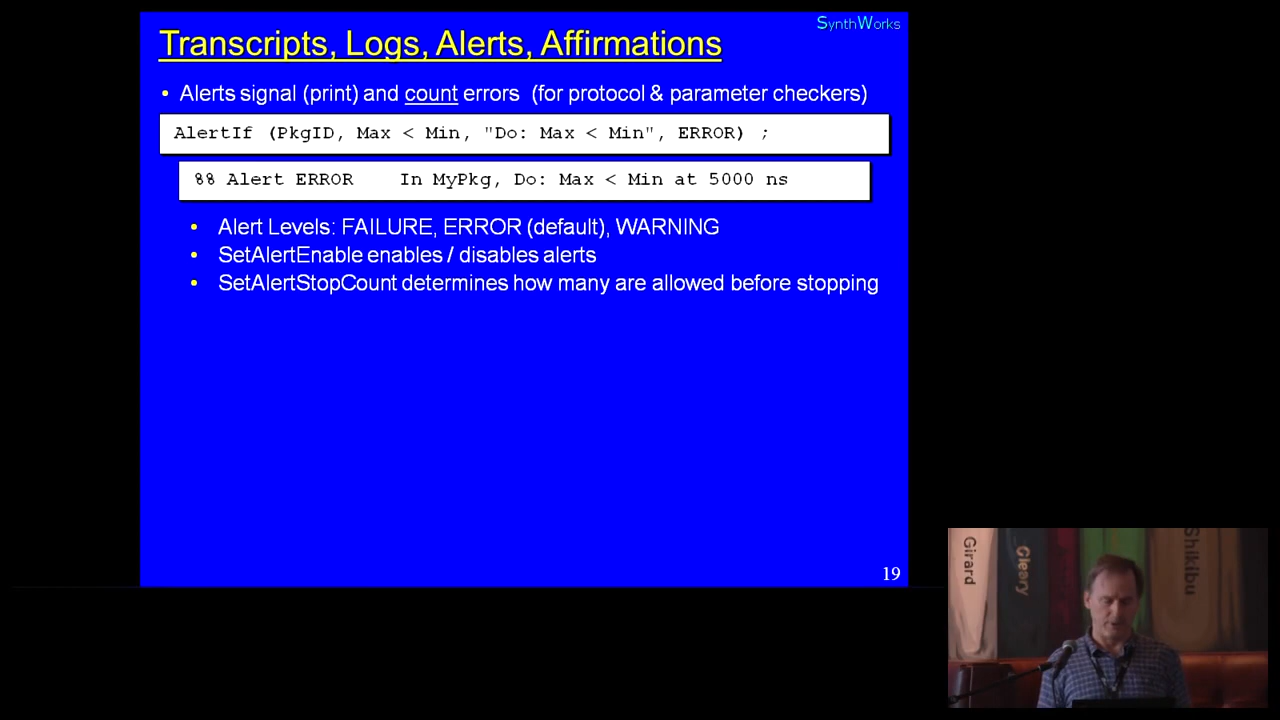 SynthWorks
Transcripts, Logs, Alerts, Affirmations
• Alerts signal (print) and count errors (for protocol & parameter checkers)
AlertIf (PkgID, Max < Min, "Do: Max < Min", ERROR) ;
%% Alert ERROR    In MyPkg, Do: Max < Min at 5000 ns
• Alert Levels: FAILURE, ERROR (default), WARNING
• SetAlertEnable enables / disables alerts
• SetAlertStopCount determines how many are allowed before stopping
19
Girard
Cleary
Shikibu